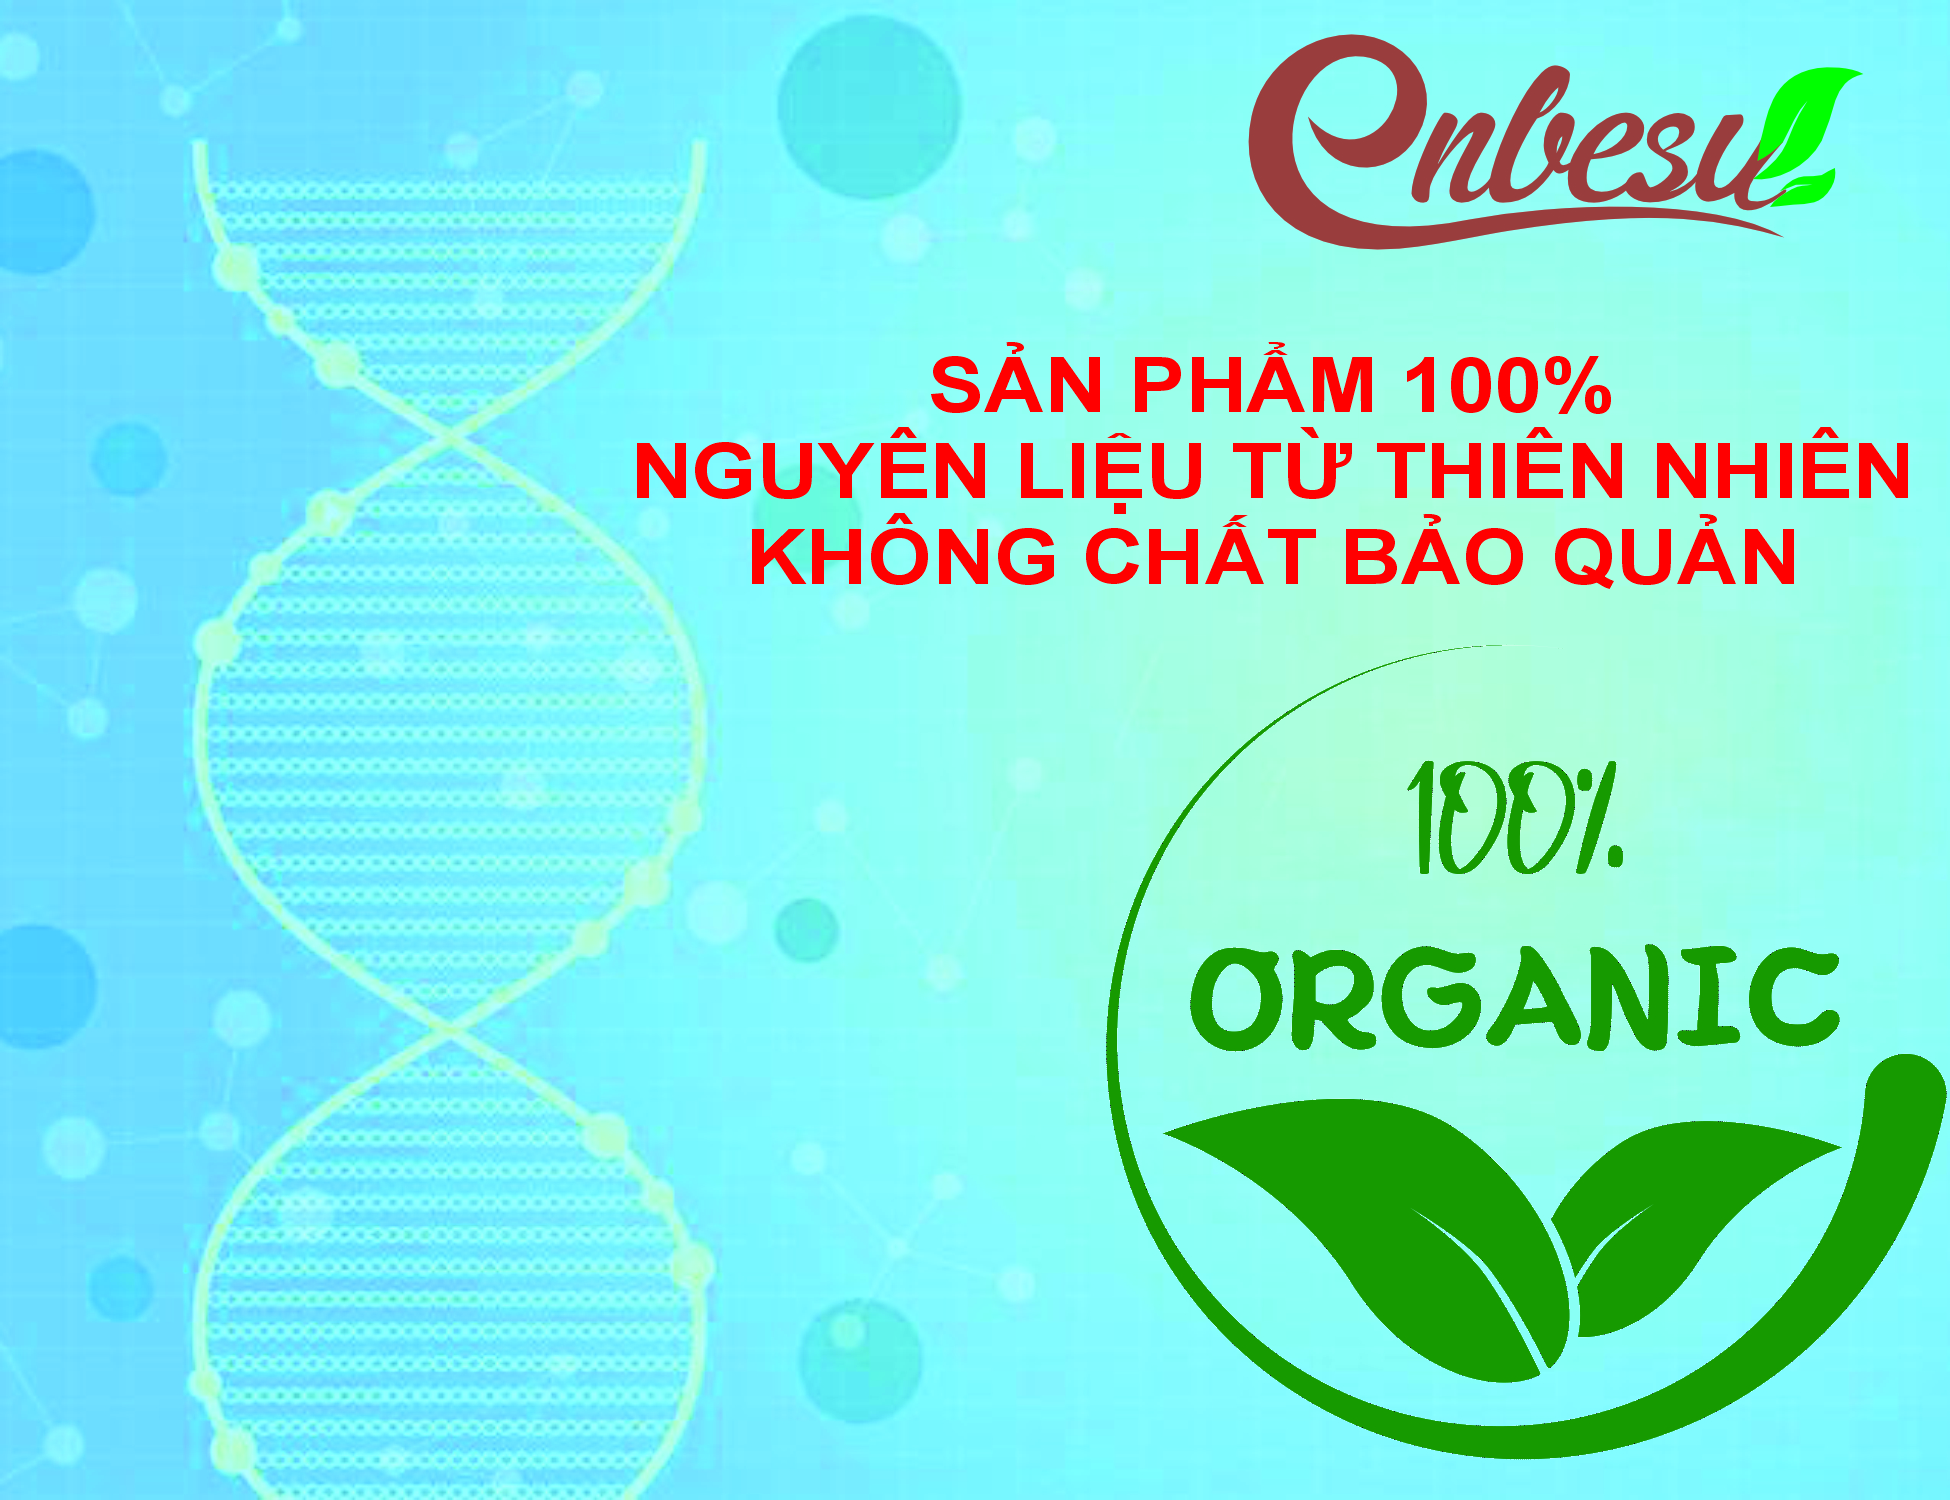 Enbesu
SẢN PHẨM 100%
NGUYÊN LIỆU TỪ THIÊN NHIÊN
KHÔNG CHẤT BẢO QUẢN
100%
ORGANIC